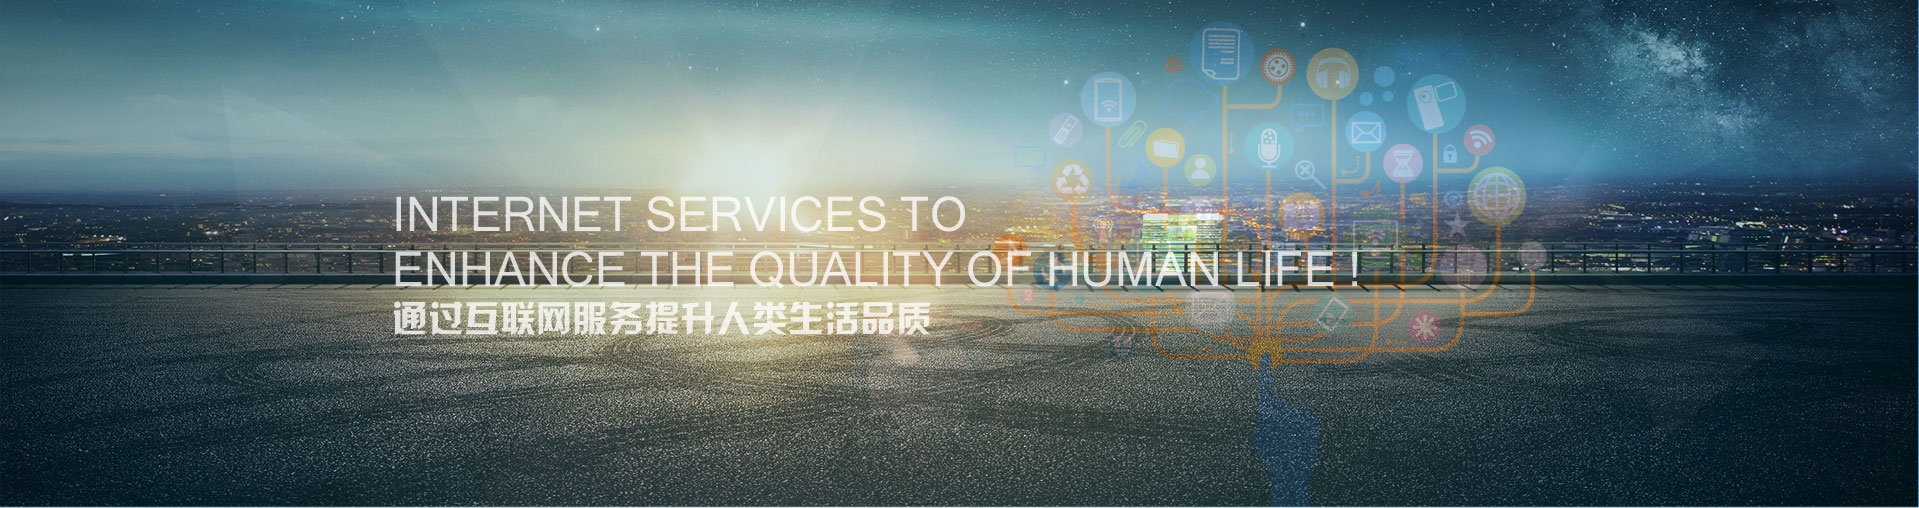 INTERNET SERVICES TO
ENHANCE THE QUALITY OF HUMAN LIFE !
通过互联网服务提升人类生活品质